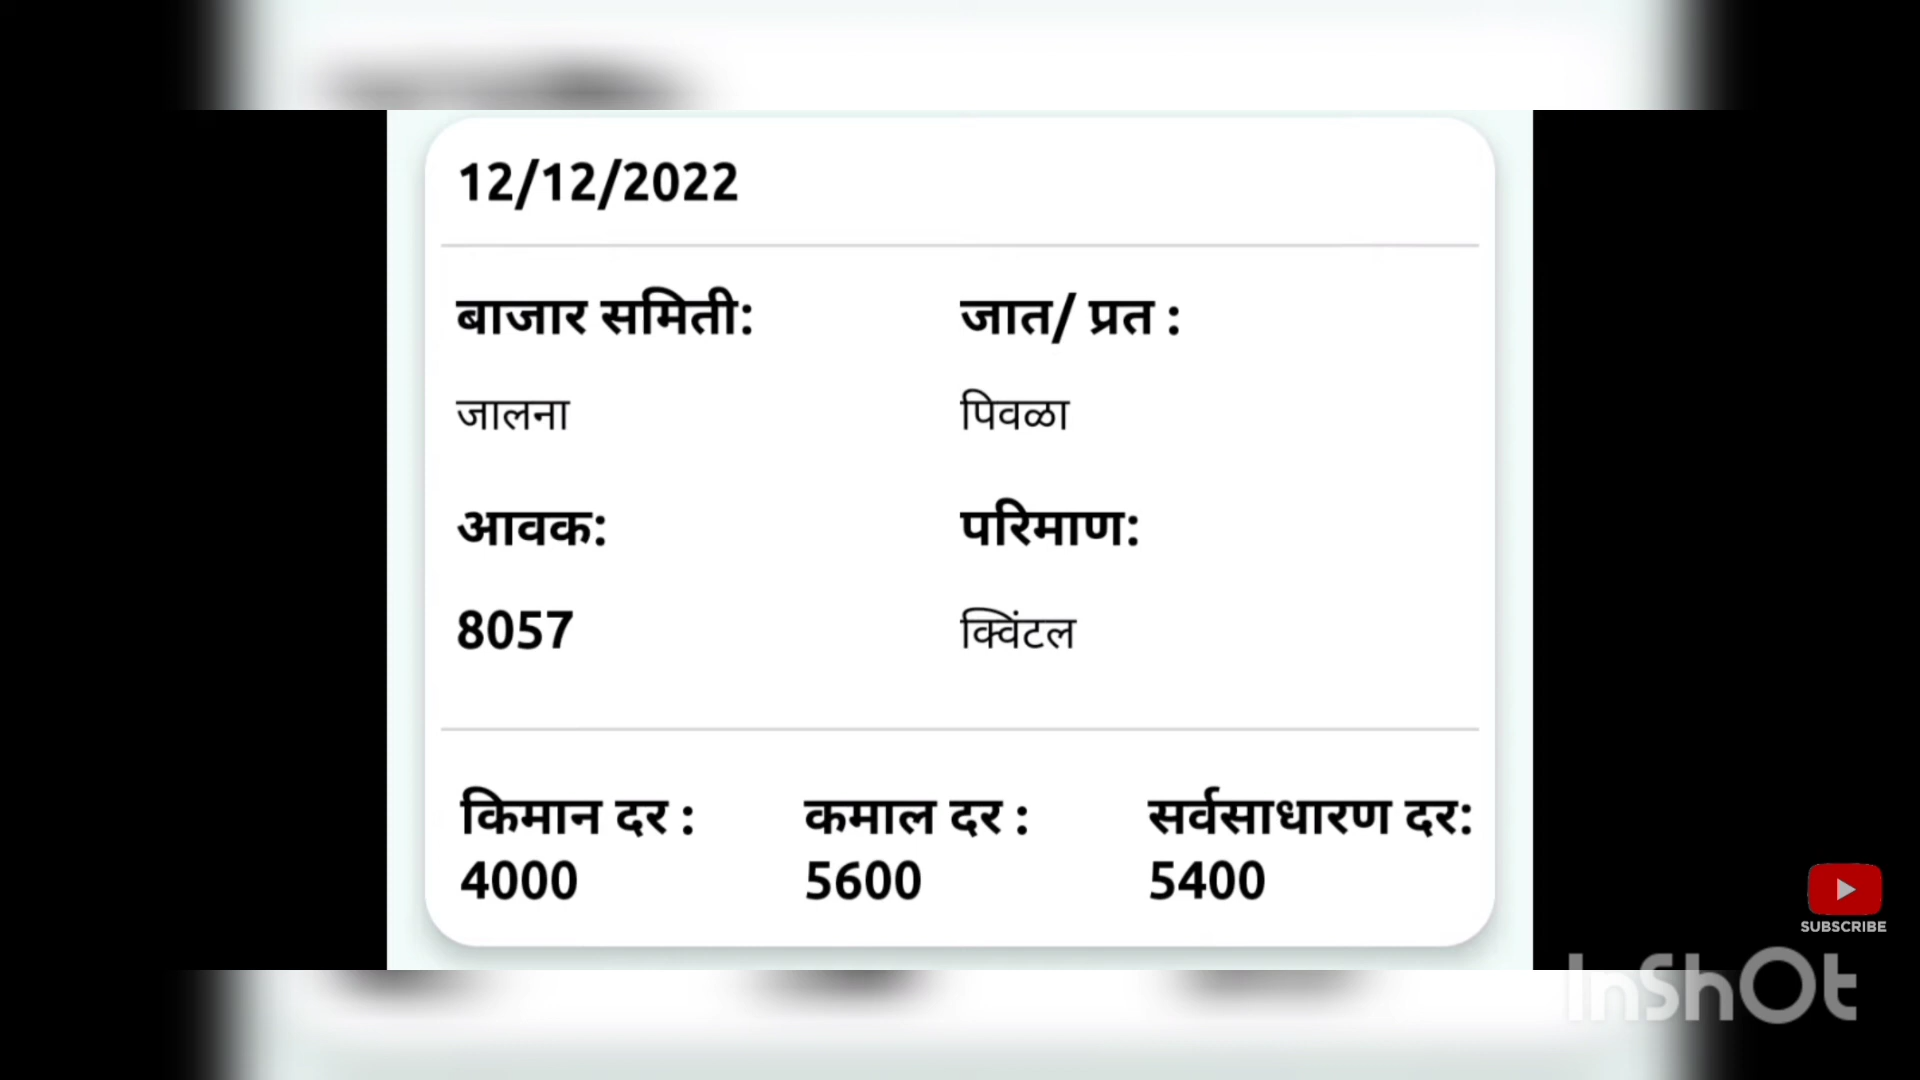 12/12/2022
बाजार समिती: जात/ प्रत :
जालना पिवळा
आवक: परिमाण:
8057 क्विंटल
किमान दर : कमाल दर : सर्वसाधारण दर:
4000 5600 5400
SUBSCRIBE
InShOt